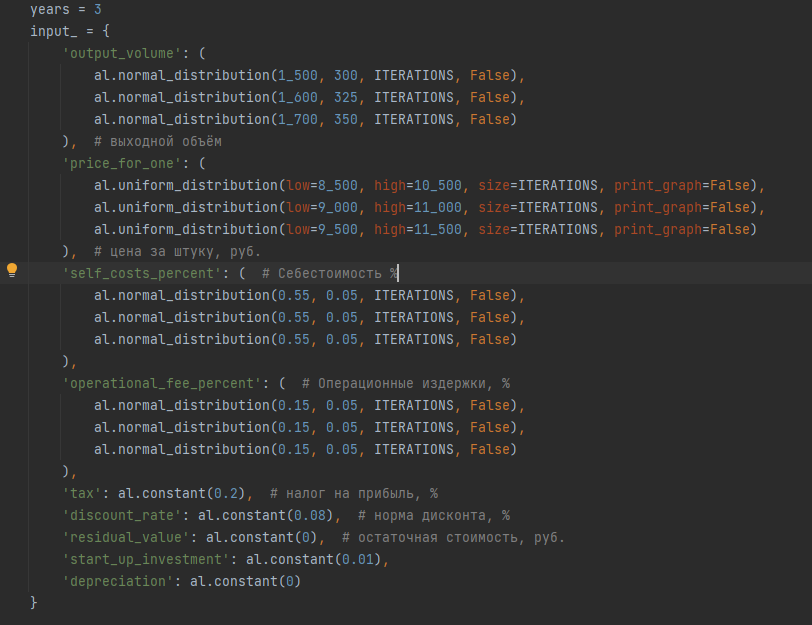 years = 3
input_ = {
    'output_volume': (
        al.normal_distribution(1_500, 300, ITERATIONS, False),
        al.normal_distribution(1_600, 325, ITERATIONS, False),
        al.normal_distribution(1_700, 350, ITERATIONS, False)
    ),  # выходной объём
    'price_for_one': (
        al.uniform_distribution(low=8_500, high=10_500, size=ITERATIONS, print_graph=False),
        al.uniform_distribution(low=9_000, high=11_000, size=ITERATIONS, print_graph=False),
        al.uniform_distribution(low=9_500, high=11_500, size=ITERATIONS, print_graph=False)
    ),  # цена за штуку, руб.
    'self_costs_percent': (  # Себестоимость %
        al.normal_distribution(0.55, 0.05, ITERATIONS, False),
        al.normal_distribution(0.55, 0.05, ITERATIONS, False),
        al.normal_distribution(0.55, 0.05, ITERATIONS, False)
    ),
    'operational_fee_percent': (  # Операционные издержки, %
        al.normal_distribution(0.15, 0.05, ITERATIONS, False),
        al.normal_distribution(0.15, 0.05, ITERATIONS, False),
        al.normal_distribution(0.15, 0.05, ITERATIONS, False)
    ),
    'tax': al.constant(0.2),  # налог на прибыль, %
    'discount_rate': al.constant(0.08),  # норма дисконта, %
    'residual_value': al.constant(0),  # остаточная стоимость, руб.
    'start_up_investment': al.constant(0.01),
    'depreciation': al.constant(0)
}